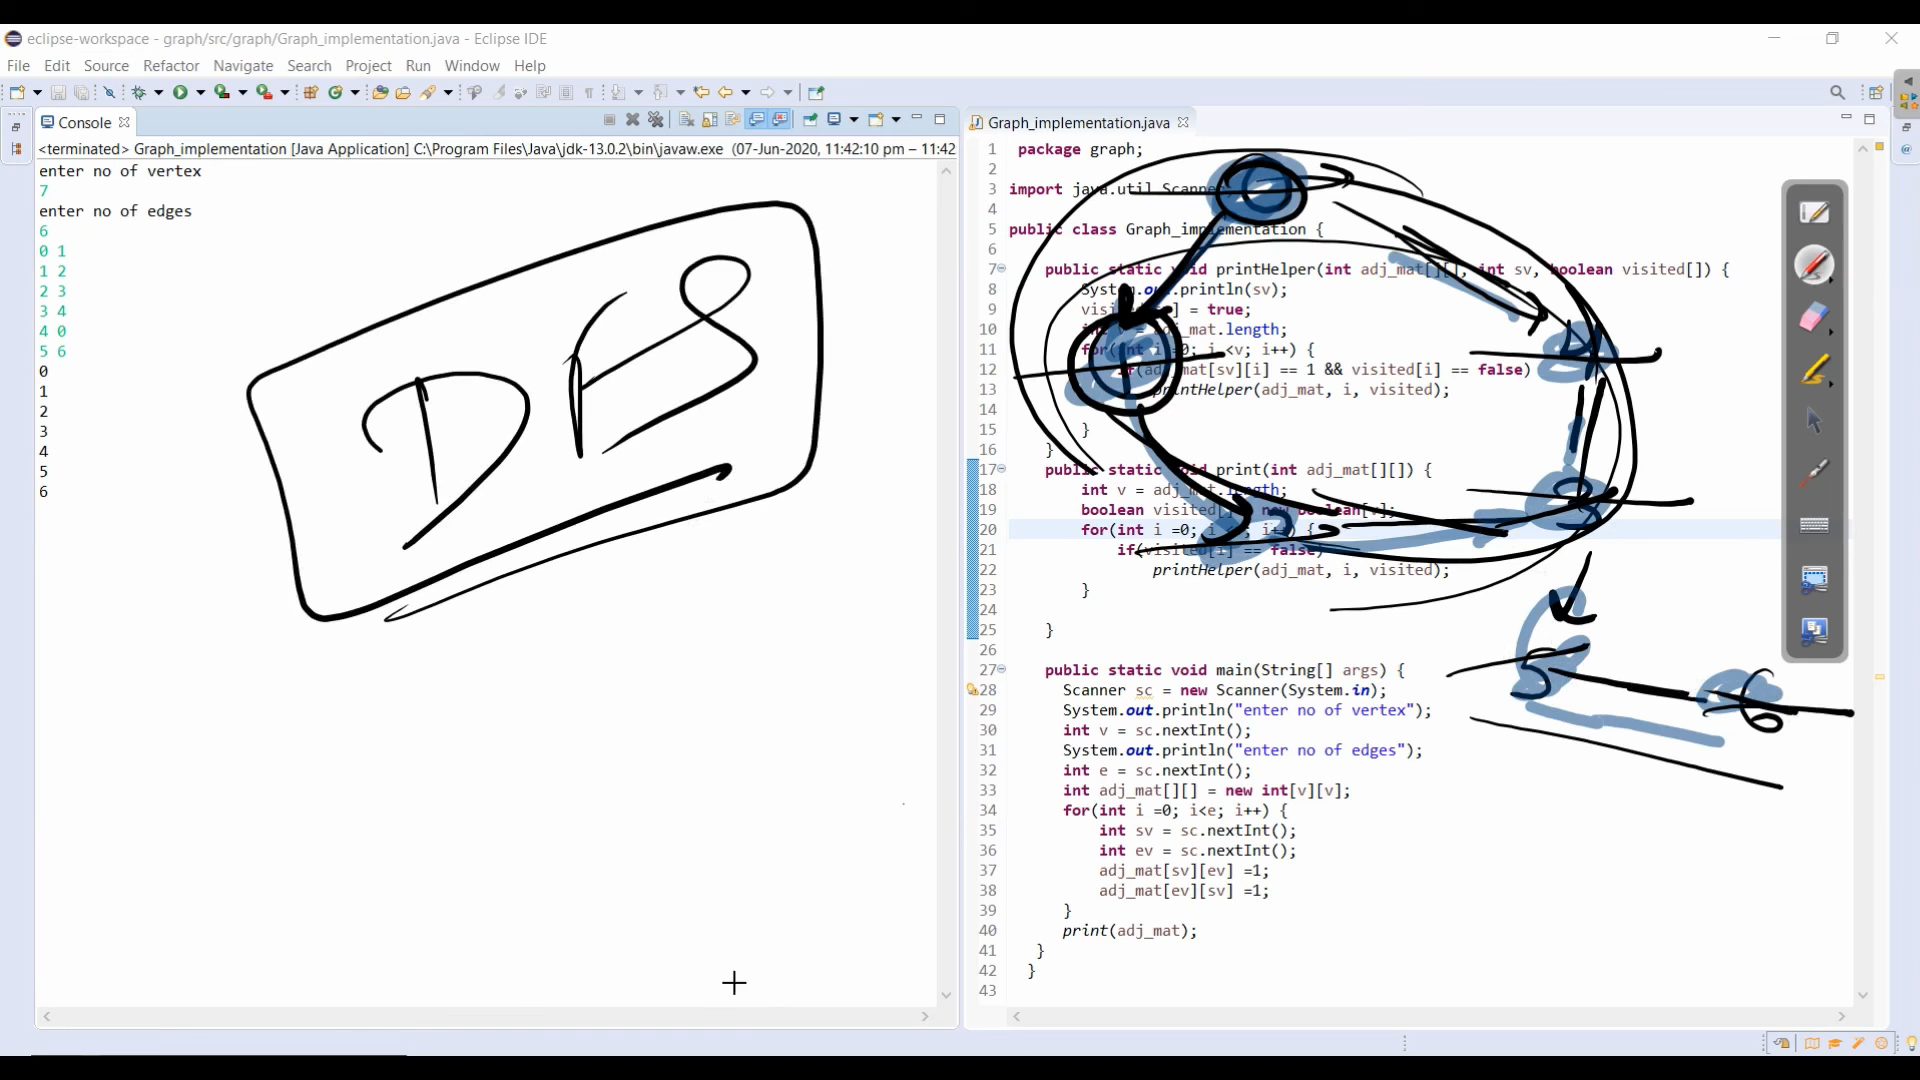 eclipse-workspace - graph/src/graph/Graph_implementation.java - Eclipse IDE
File Edit Source Refactor Navigate Search Project Run Window Help
Console
<terminated> Graph_implementation [Java Application] C:\Program Files\Java\jdk-13.0.2\bin\javaw.exe (07-Jun-2020, 11:42:10 pm – 11:42
enter no of vertex
7
enter no of edges
6
0 1
1 2
2 3
3 4
4 0
5 6
0
1
2
3
4
5
6
DFS
Graph_implementation.java
1 package graph;
2
3 import java.util.Scanner
4
5 public class Graph_implementation {
6
7 public static void printHelper(int adj_mat[][], int sv, boolean visited[]) {
8 System.out.println(sv);
9 = true;
10 adj_mat.length;
11 for(int i =0; i <v; i++) {
12 if(adj_mat[sv][i] == 1 && visited[i] == false)
13 printHelper(adj_mat, i, visited);
14
15 }
16 }
17 public static void print(int adj_mat[][]) {
18 int v = adj_mat.length;
19 boolean visited[] = new boolean[v];
20 for(int i =0; i++) {
21 if(visited[i] == false)
22 printHelper(adj_mat, i, visited);
23 }
24
25 }
26
27 public static void main(String[] args) {
28 Scanner sc = new Scanner(System.in);
29 System.out.println("enter no of vertex");
30 int v = sc.nextInt();
31 System.out.println("enter no of edges");
32 int e = sc.nextInt();
33 int adj_mat[][] = new int[v][v];
34 for(int i =0; i<e; i++) {
35 int sv = sc.nextInt();
36 int ev = sc.nextInt();
37 adj_mat[sv][ev] =1;
38 adj_mat[ev][sv] =1;
39 }
40 print(adj_mat);
41 }
42 }
43
5
6